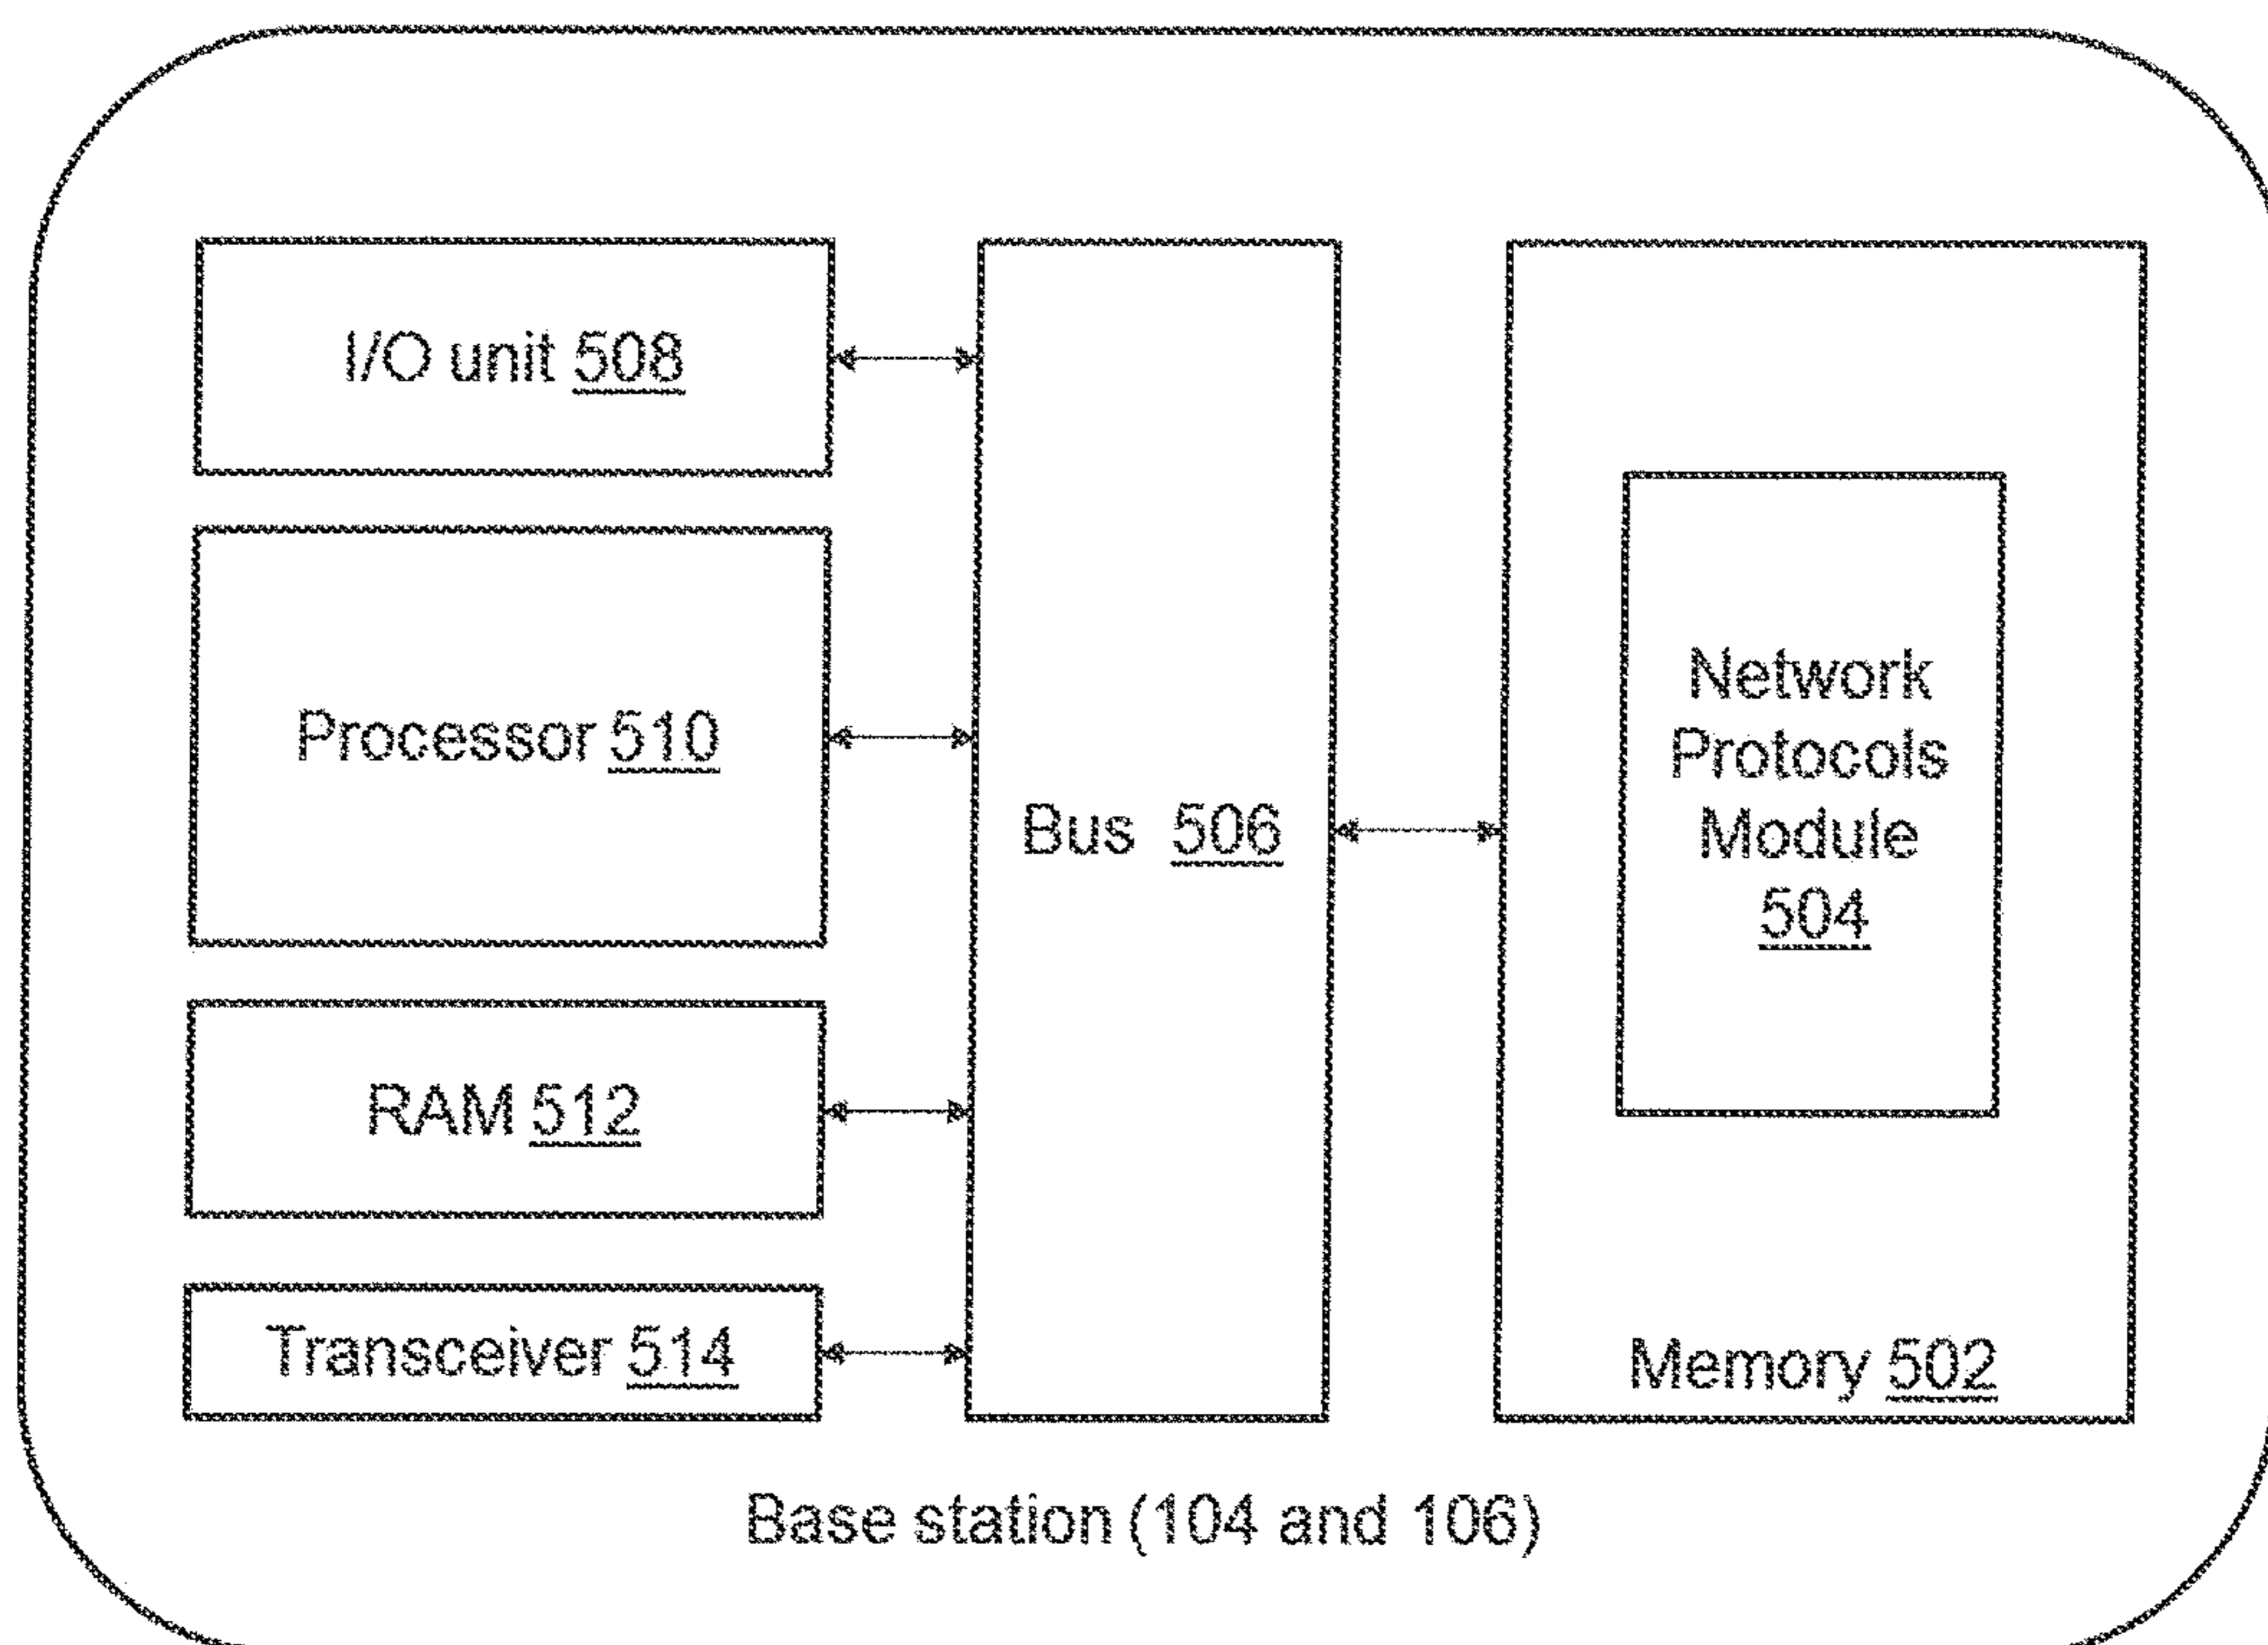 I/O unit 508
Processor 510
RAM 512
Transceiver 514
Bus 506
Network
Protocols
Module
504
Memory 502
Base station (104 and 106)